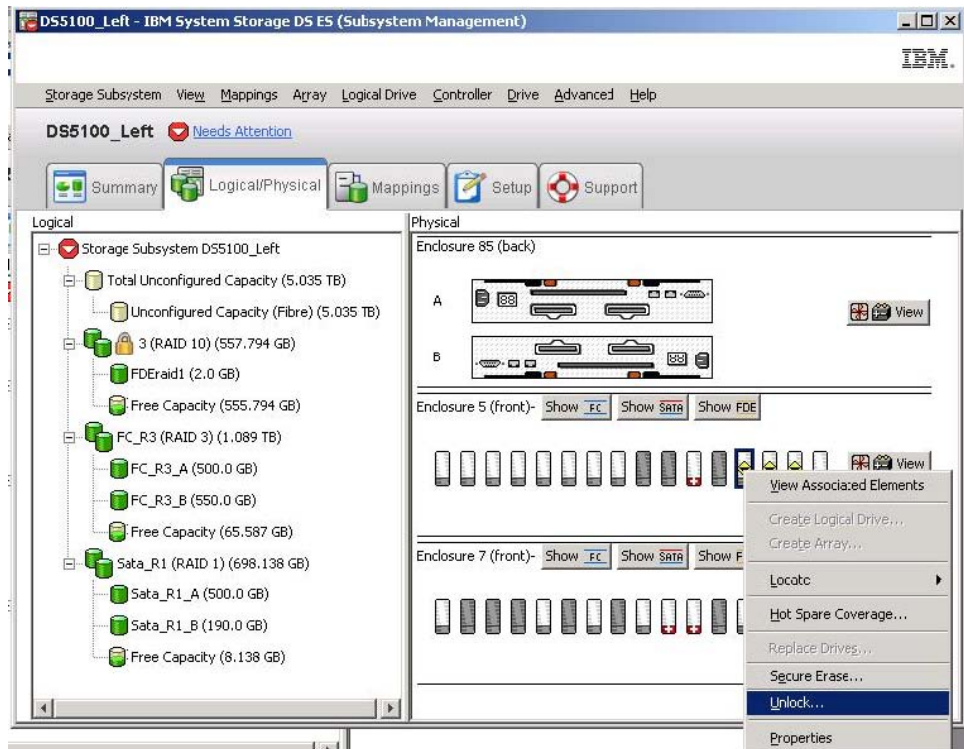 DS5100_Left - IBM System Storage DS ES (Subsystem Management)
IBM.
Storage Subsystem View Mappings Array Logical Drive Controller Drive Advanced Help
DS5100_Left Needs Attention
Summary Logical/Physical Mappings Setup Support
Logical
Storage Subsystem DS5100_Left
Total Unconfigured Capacity (5.035 TB)
Unconfigured Capacity (Fibre) (5.035 TB)
3 (RAID 10) (557.794 GB)
FDEraid1 (2.0 GB)
Free Capacity (555.794 GB)
FC_R3 (RAID 3) (1.089 TB)
FC_R3_A (500.0 GB)
FC_R3_B (550.0 GB)
Free Capacity (65.587 GB)
Sata_R1 (RAID 1) (698.138 GB)
Sata_R1_A (500.0 GB)
Sata_R1_B (190.0 GB)
Free Capacity (8.138 GB)
Physical
Enclosure 85 (back)
A
88
View
B
88
Enclosure 5 (front)- Show FC Show SATA Show FDE
View
Enclosure 7 (front)- Show FC Show SATA Show F
View Associated Elements
Create Logical Drive...
Create Array...
Locate
Hot Spare Coverage...
Replace Drives...
Secure Erase...
Unlock...
Properties